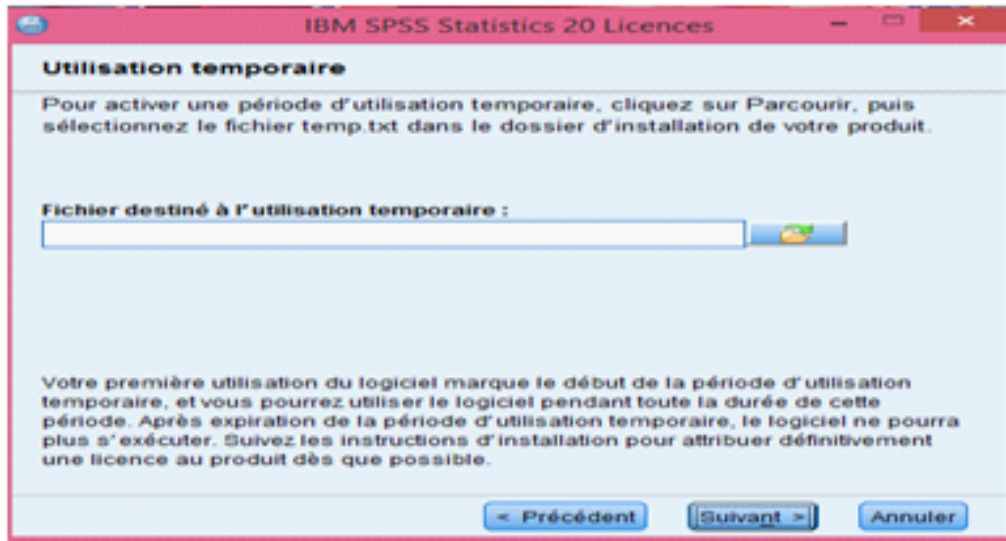 IBM SPSS Statistics 20 Licences
Utilisation temporaire
Pour activer une période d'utilisation temporaire, cliquez sur Parcourir, puis
sélectionnez le fichier temp.txt dans le dossier d'installation de votre produit.
Fichier destiné à l'utilisation temporaire :
Votre première utilisation du logiciel marque le début de la période d'utilisation
temporaire, et vous pourrez utiliser le logiciel pendant toute la durée de cette
période. Après expiration de la période d'utilisation temporaire, le logiciel ne pourra
plus s'exécuter. Suivez les instructions d'installation pour attribuer définitivement
une licence au produit dès que possible.
< Précédent Suivant > Annuler